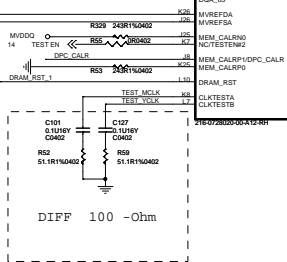 DQA_63
K26 MVREFDA
J26 MVREFSA
R329 243R1%0402
MVDDQ J25 MEM_CALRN0
14 TEST EN R55 0R0402 K7 NC/TESTEN#2
DPC_CALR J8 MEM_CALRP1/DPC_CALR
K25 MEM_CALRP0
R53 243R1%0402
DRAM_RST_1 L10 DRAM_RST
TEST_MCLK K8 CLKTESTA
TEST_YCLK L7 CLKTESTB
216-0728020-00-A12-RH
C101 C127
0.1U16Y 0.1U16Y
C0402 C0402
R52 R59
51.1R1%0402 51.1R1%0402
DIFF 100 -Ohm